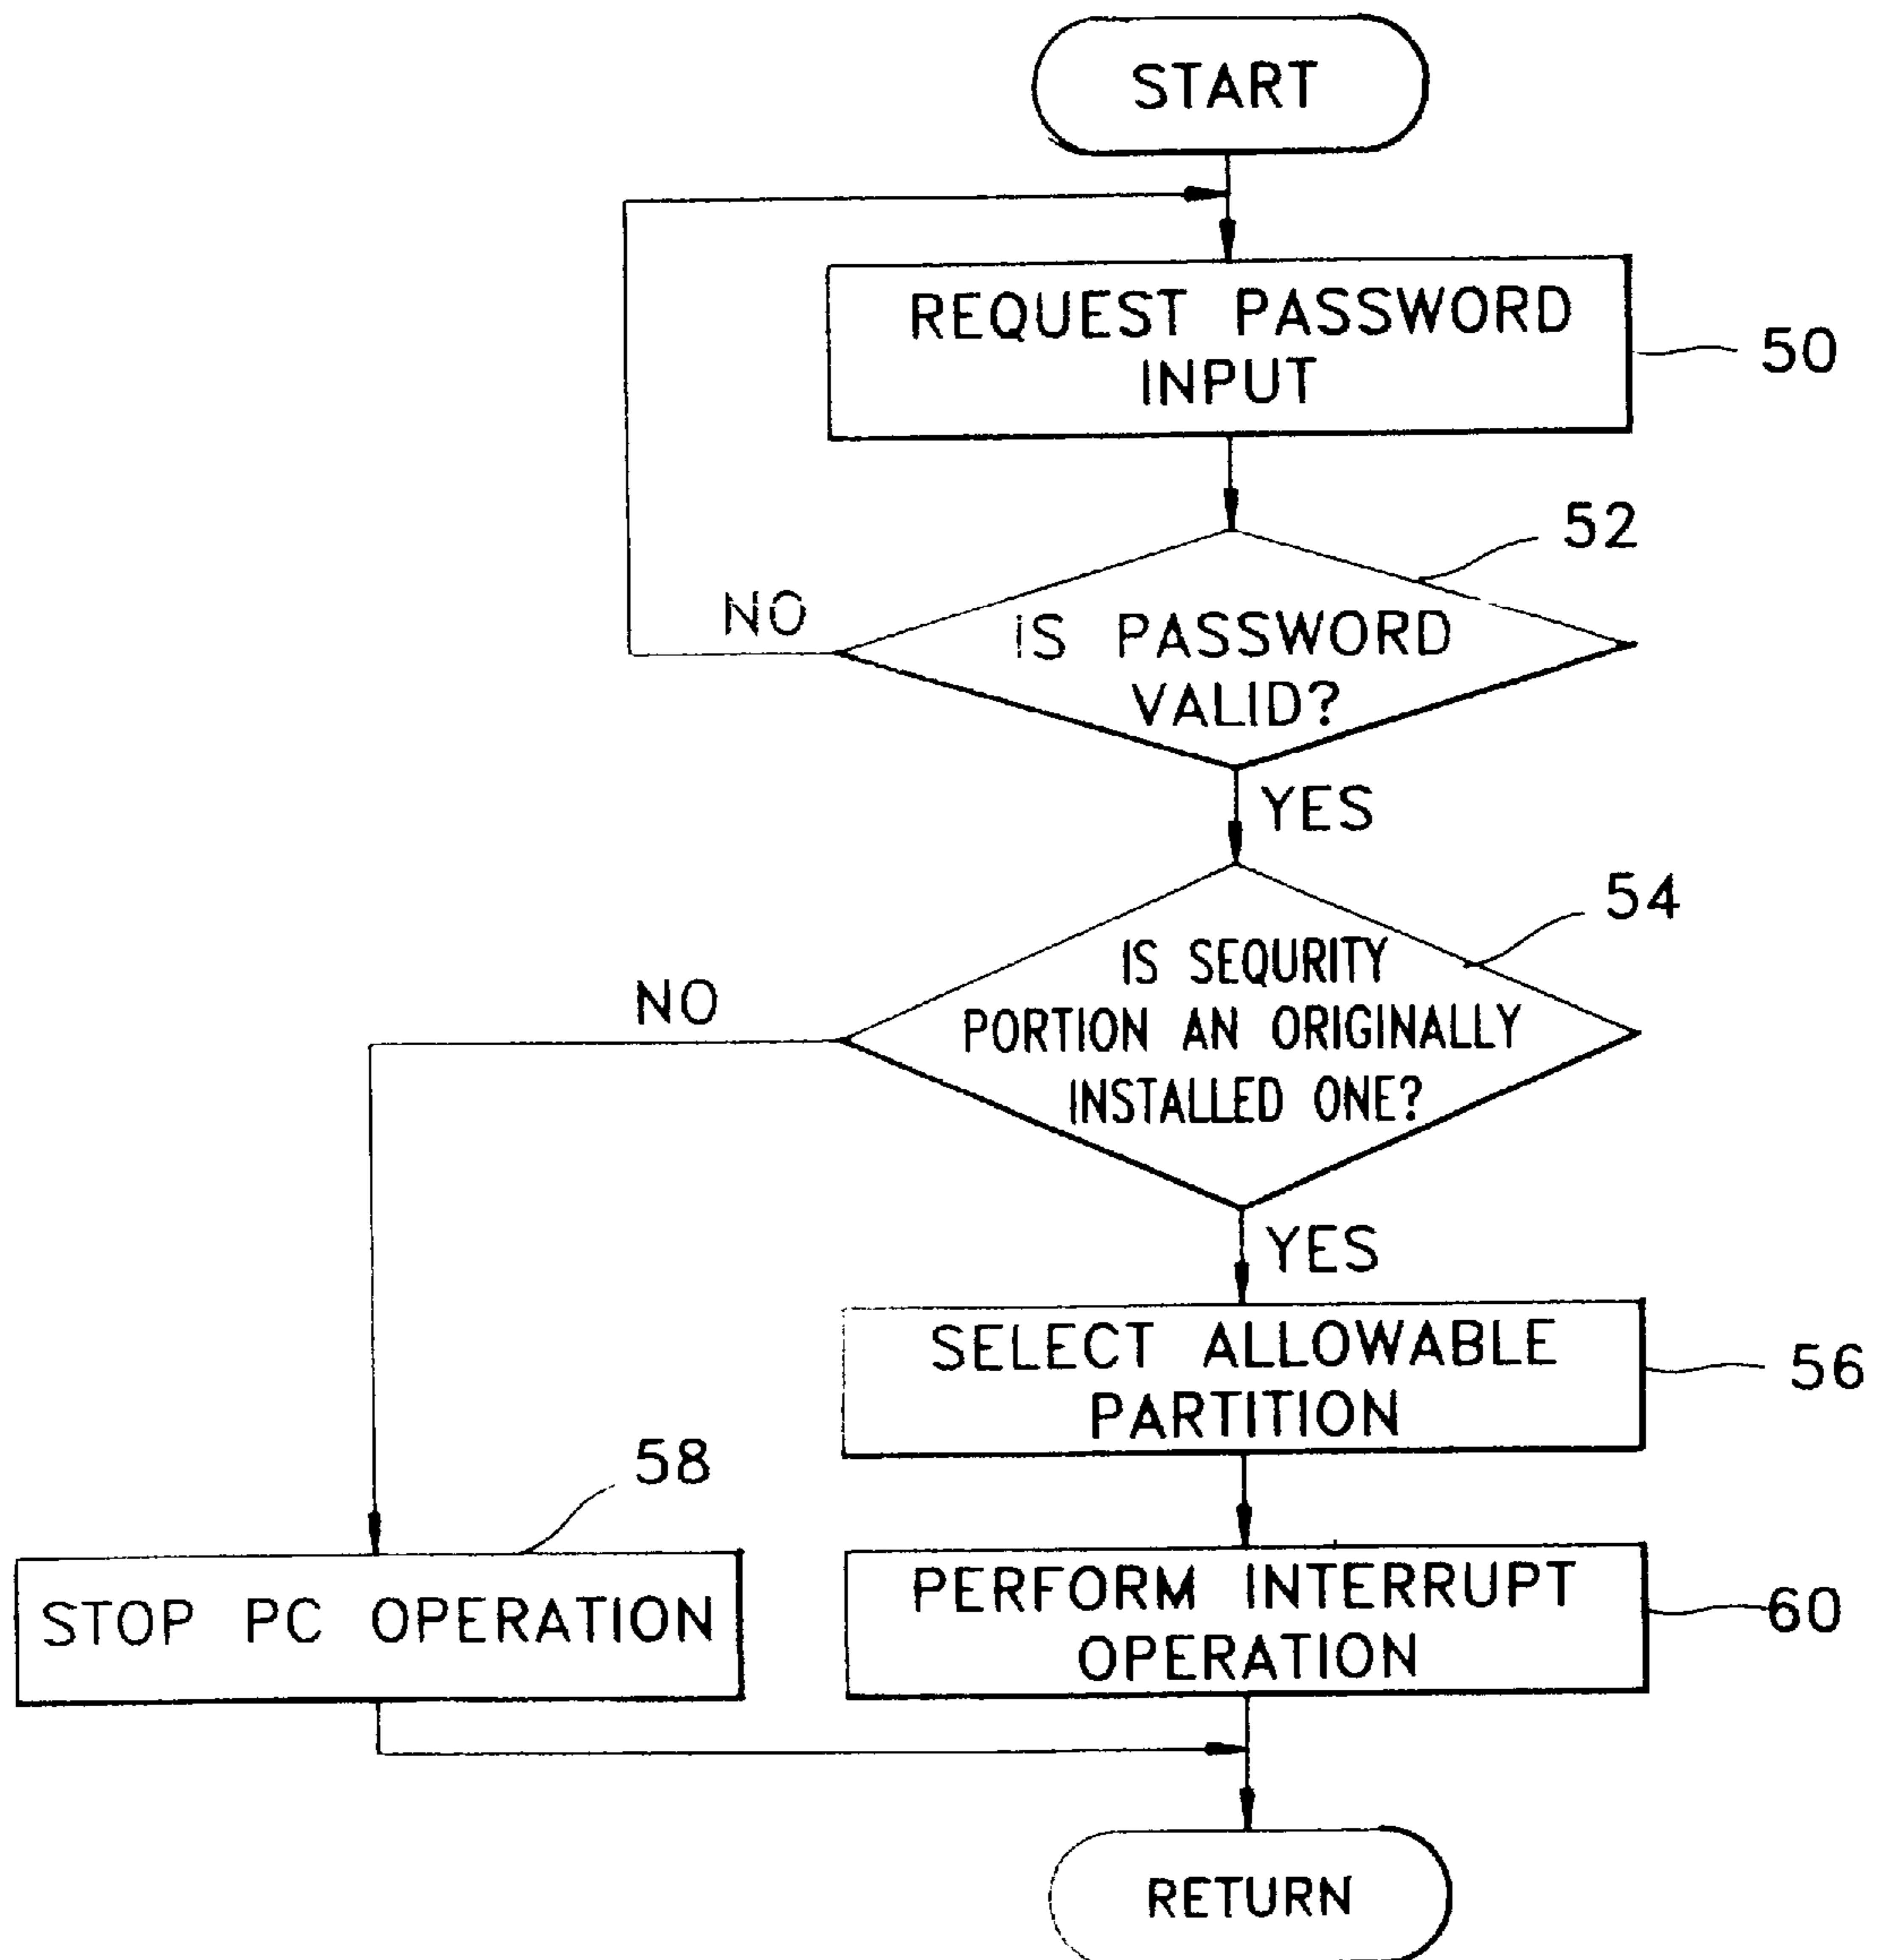 START
REQUEST PASSWORD
INPUT
50
52
NO
IS PASSWORD
VALID?
YES
54
IS SEQURITY
PORTION AN ORIGINALLY
INSTALLED ONE?
NO
YES
SELECT ALLOWABLE
PARTITION
56
58
STOP PC OPERATION
PERFORM INTERRUPT
OPERATION
60
RETURN